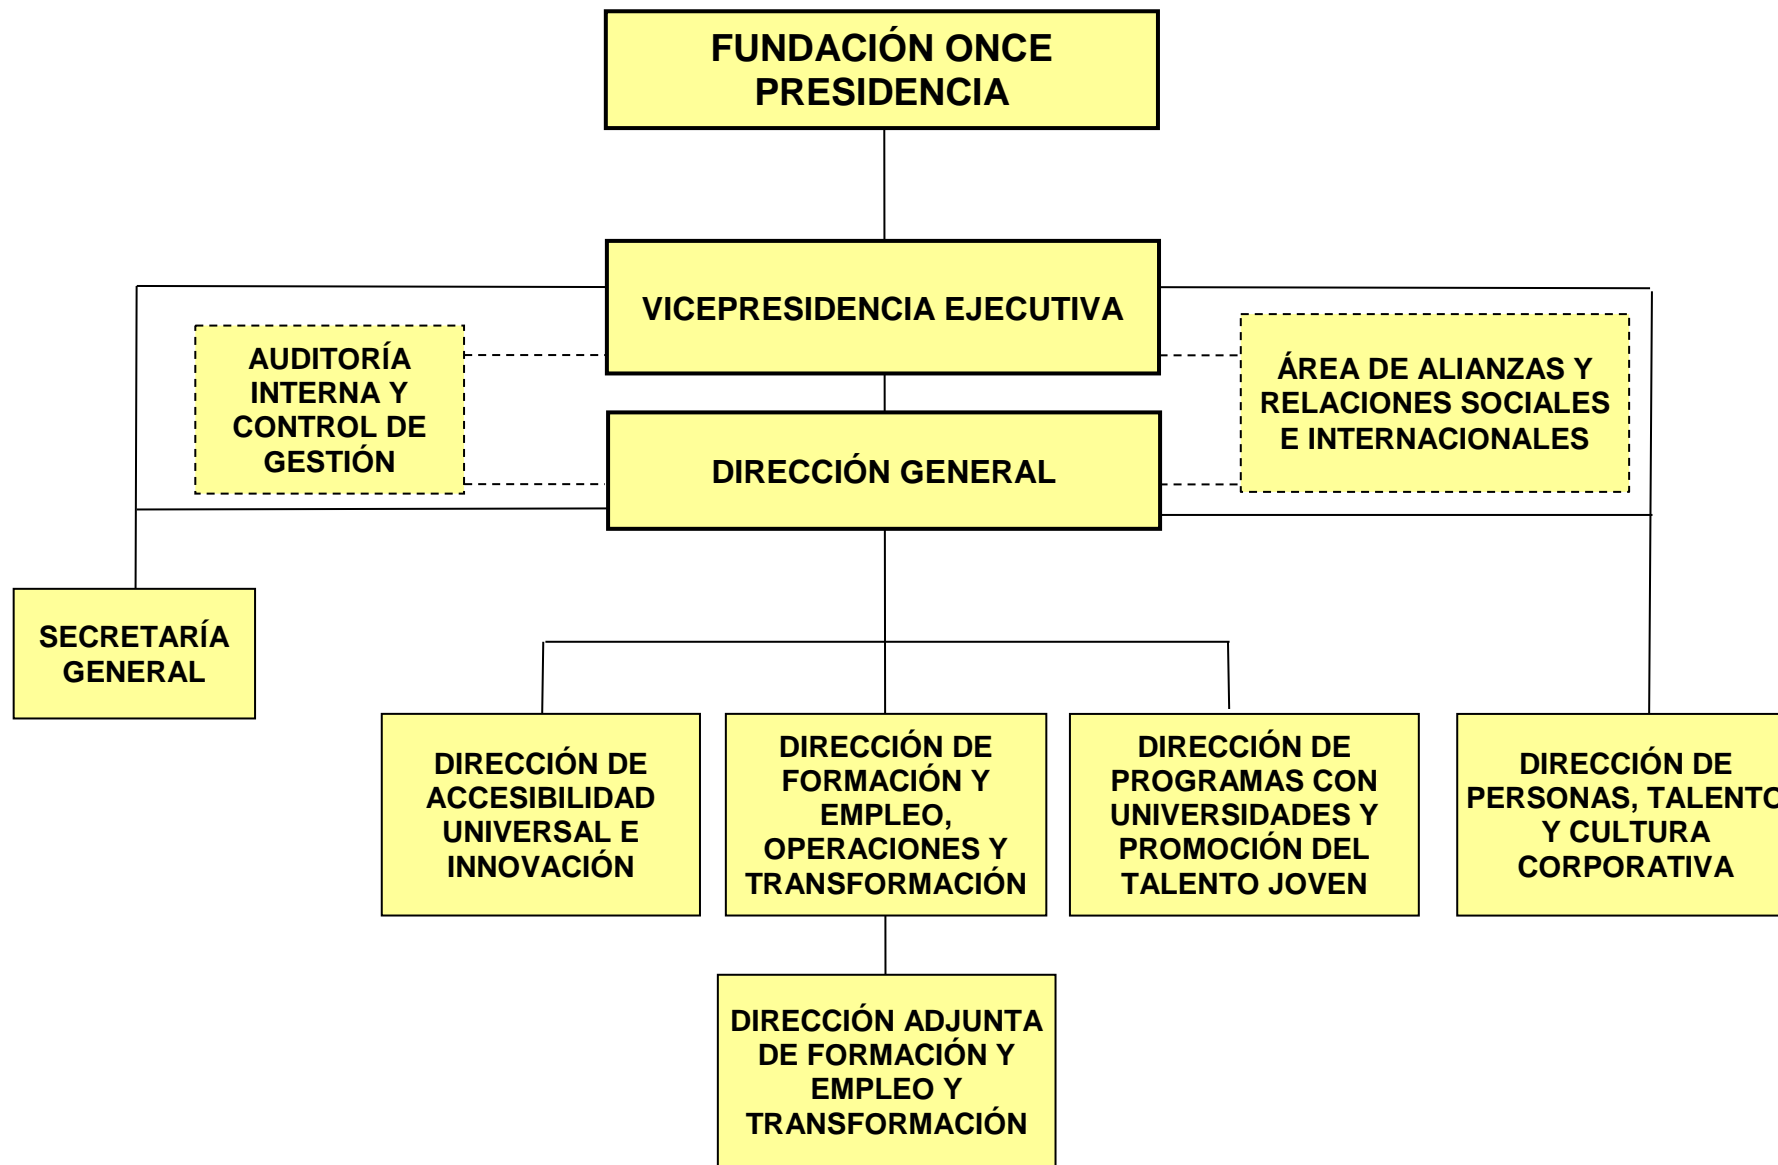 FUNDACIÓN ONCE
PRESIDENCIA
VICEPRESIDENCIA EJECUTIVA
AUDITORÍA
INTERNA Y
CONTROL DE
GESTIÓN
ÁREA DE ALIANZAS Y
RELACIONES SOCIALES
E INTERNACIONALES
DIRECCIÓN GENERAL
SECRETARÍA
GENERAL
DIRECCIÓN DE
ACCESIBILIDAD
UNIVERSAL E
INNOVACIÓN
DIRECCIÓN DE
FORMACIÓN Y
EMPLEO,
OPERACIONES Y
TRANSFORMACIÓN
DIRECCIÓN DE
PROGRAMAS CON
UNIVERSIDADES Y
PROMOCIÓN DEL
TALENTO JOVEN
DIRECCIÓN DE
PERSONAS, TALENTO
Y CULTURA
CORPORATIVA
DIRECCIÓN ADJUNTA
DE FORMACIÓN Y
EMPLEO Y
TRANSFORMACIÓN